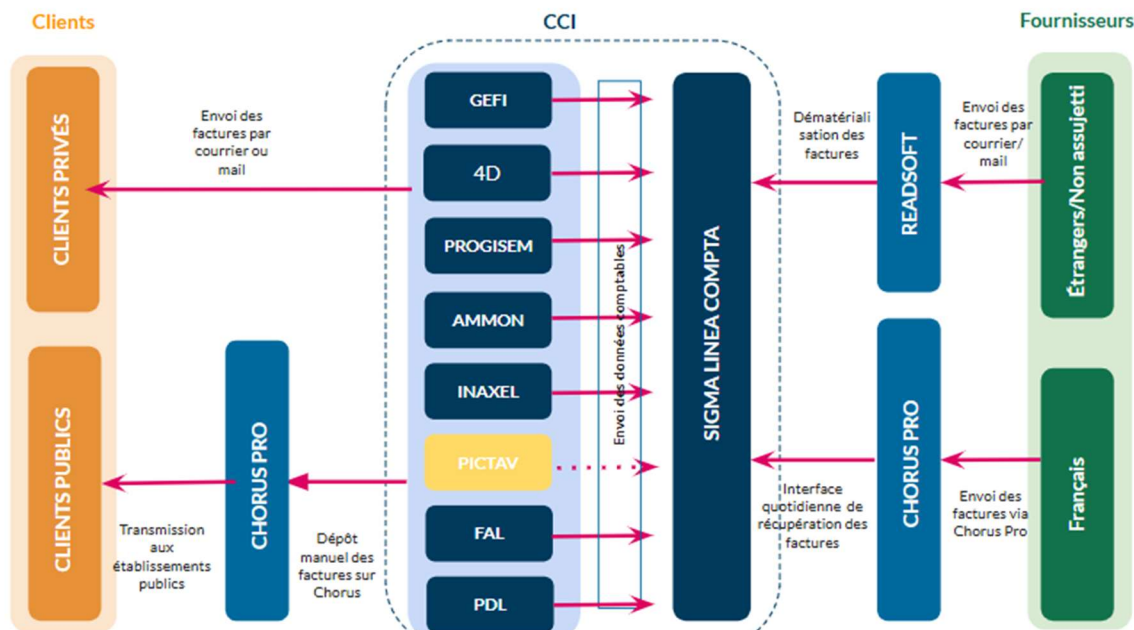 Clients
CCI
Fournisseurs
CLIENTS PRIVÉS
Envoi des
factures par
courrier ou
mail
GEFI
4D
PROGISEM
AMMON
INAXEL
PICTAV
FAL
PDL
Envoi des données comptables
SIGMA LINEA COMPTA
Dématériali
sation des
factures
READSOFT
Envoi des
factures par
courrier/
mail
Étrangers/Non assujetti
CLIENTS PUBLICS
Transmission
aux
établissements
publics
CHORUS PRO
Dépôt
manuel des
factures sur
Chorus
Interface
quotidienne de
récupération des
factures
CHORUS PRO
Envoi des
factures via
Chorus Pro
Français